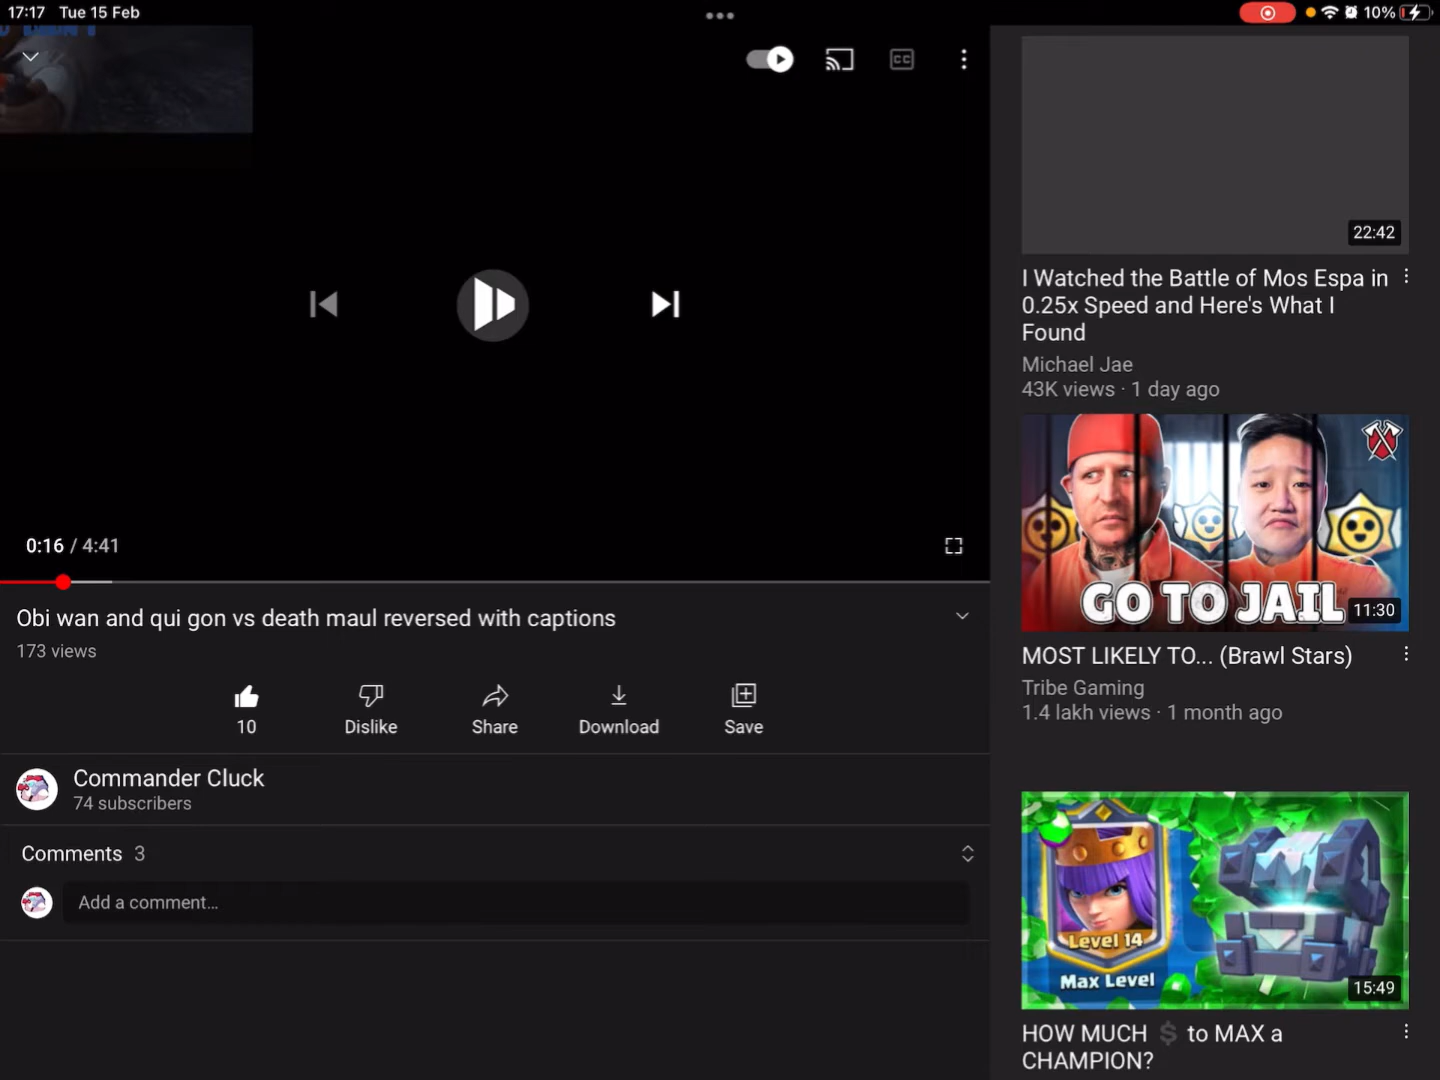 17:17 Tue 15 Feb
10%
CC
0:16 / 4:41
Obi wan and qui gon vs death maul reversed with captions
173 views
10
Dislike
Share
Download
Save
Commander Cluck
74 subscribers
Comments 3
Add a comment...
22:42
I Watched the Battle of Mos Espa in
0.25x Speed and Here's What I
Found
Michael Jae
43K views · 1 day ago
GO TO JAIL
11:30
MOST LIKELY TO... (Brawl Stars)
Tribe Gaming
1.4 lakh views · 1 month ago
Level 14
Max Level
15:49
HOW MUCH 💲 to MAX a
CHAMPION?